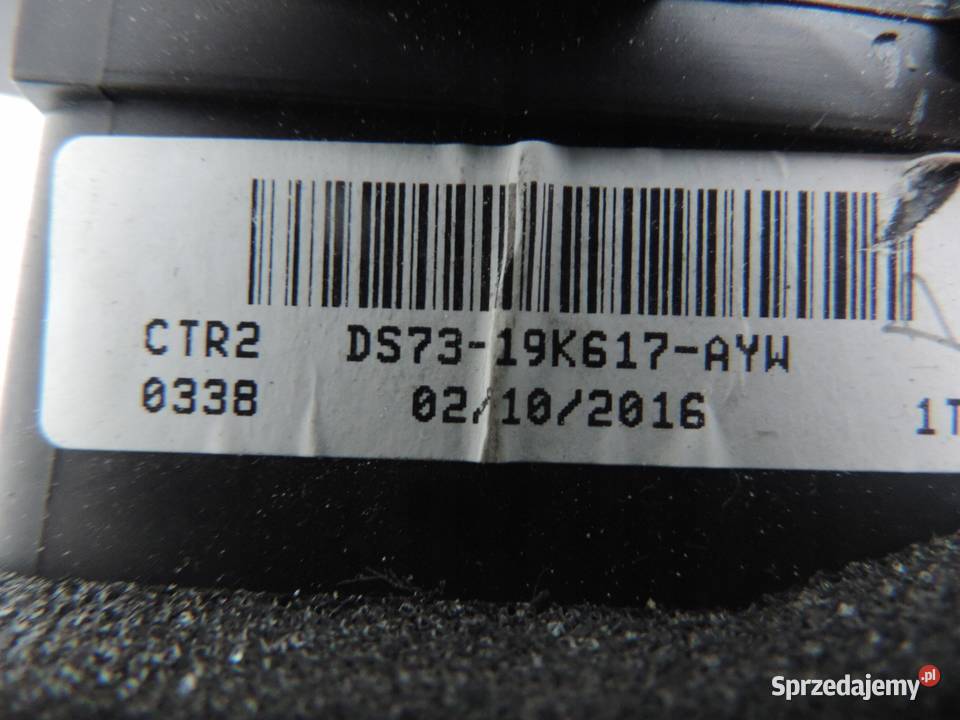 CTR2 DS73-19K617-AYW
0338 02/10/2016 1T
Sprzedajemy.pl